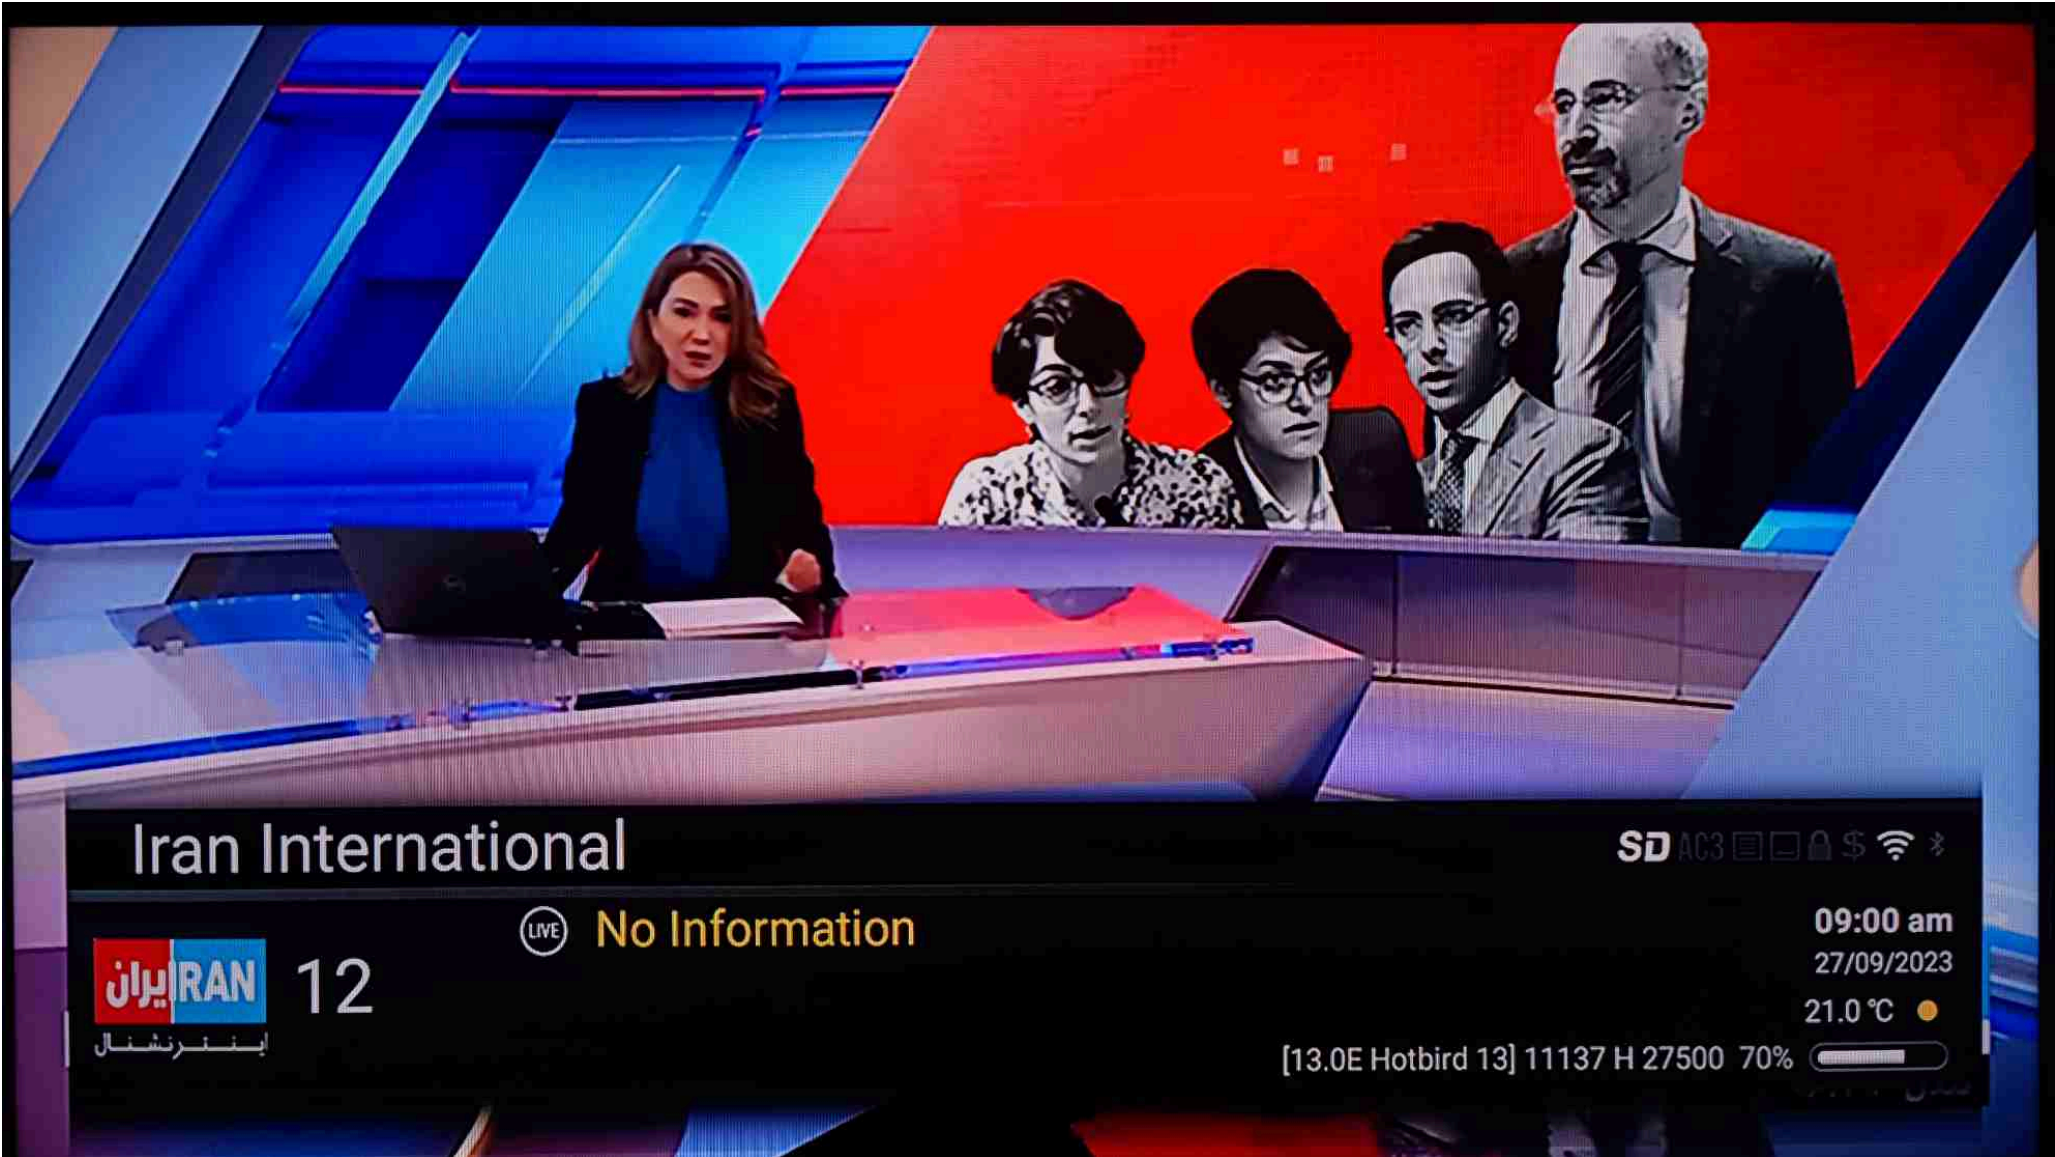 Iran International
SD AC3 $
LIVE No Information
09:00 am
27/09/2023
ایران IRAN
12
21.0 °C
اینترنشنال
[13.0E Hotbird 13] 11137 H 27500 70%